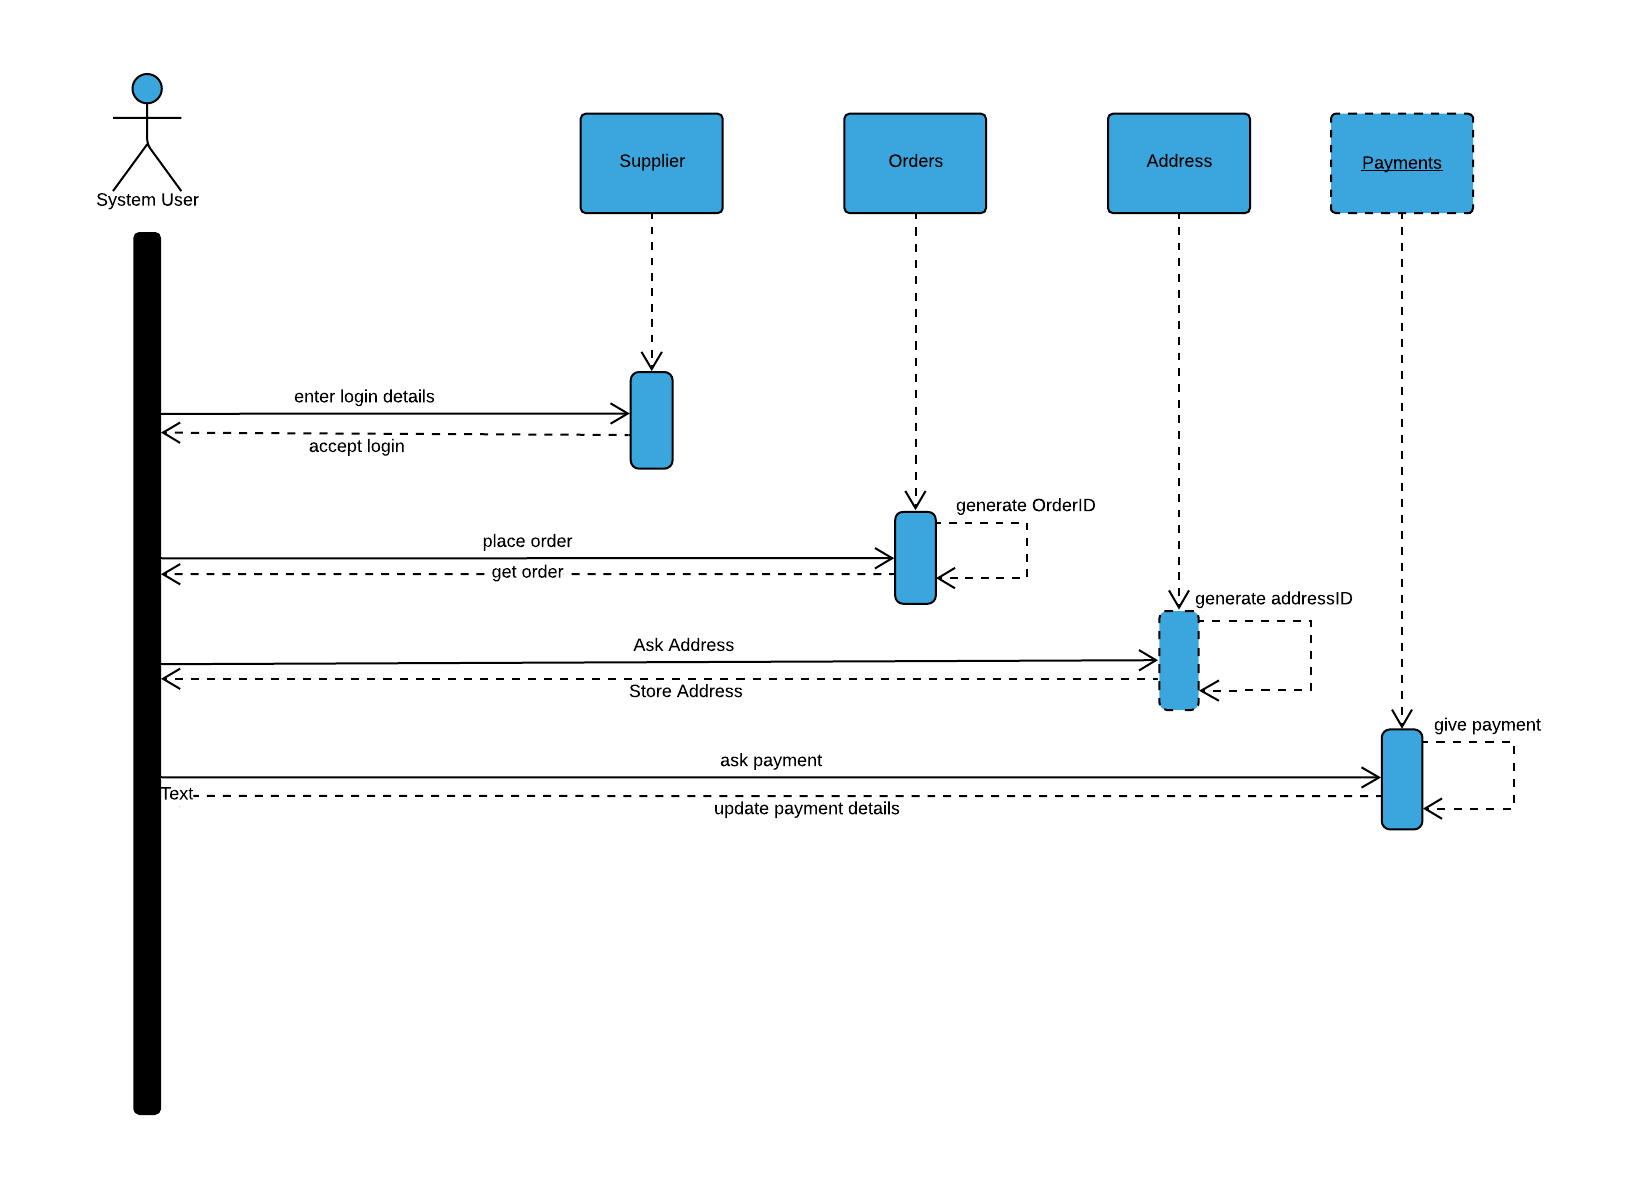 System User
Supplier
Orders
Address
Payments
enter login details
accept login
generate OrderID
place order
get order
generate addressID
Ask Address
Store Address
give payment
ask payment
Text
update payment details